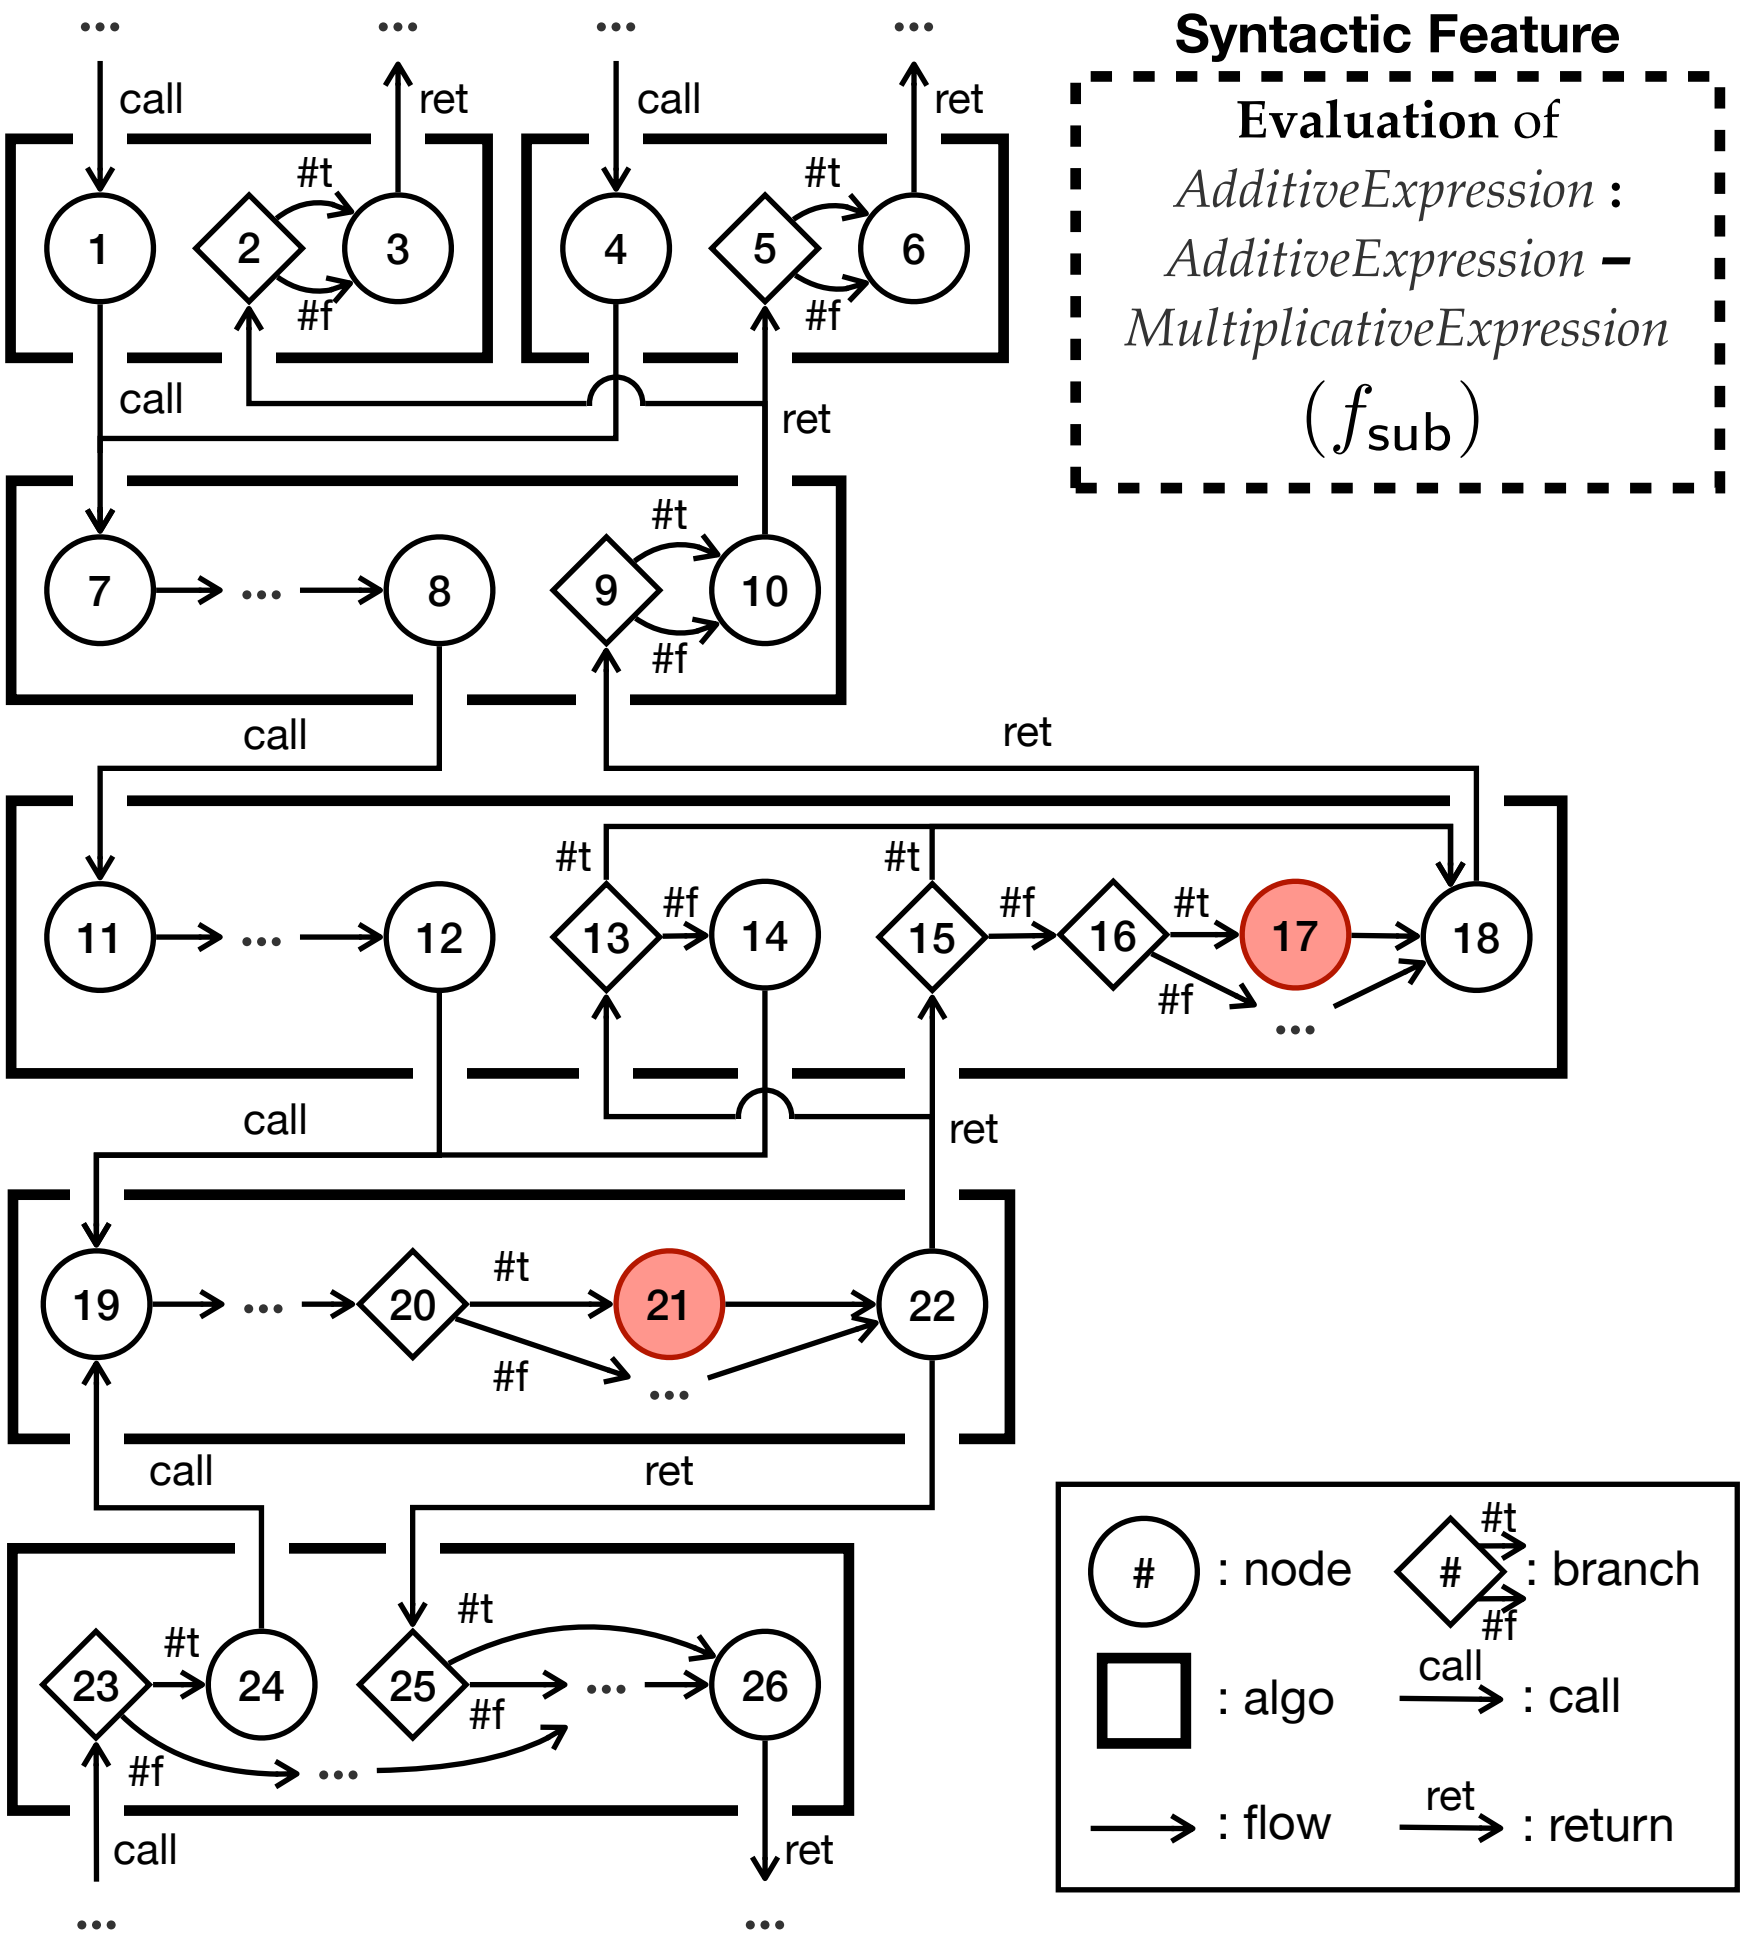 ... ... ... ... Syntactic Feature
call ret call ret
Evaluation of
AdditiveExpression :
AdditiveExpression –
MultiplicativeExpression
(fsub)
#t #t
1 2 3 4 5 6
#f #f
call ret
#t
7 ... 8 9 10
#f
call ret
#t #t
#f #f #t
11 ... 12 13 14 15 16 17 18
#f
...
call ret
#t
19 ... 20 21 22
#f
...
call ret
#t
#t
23 24 25 ... 26
#f
#f ...
call ret
... ...
#t
# : node # : branch
#f
call
: algo : call
ret
: flow : return